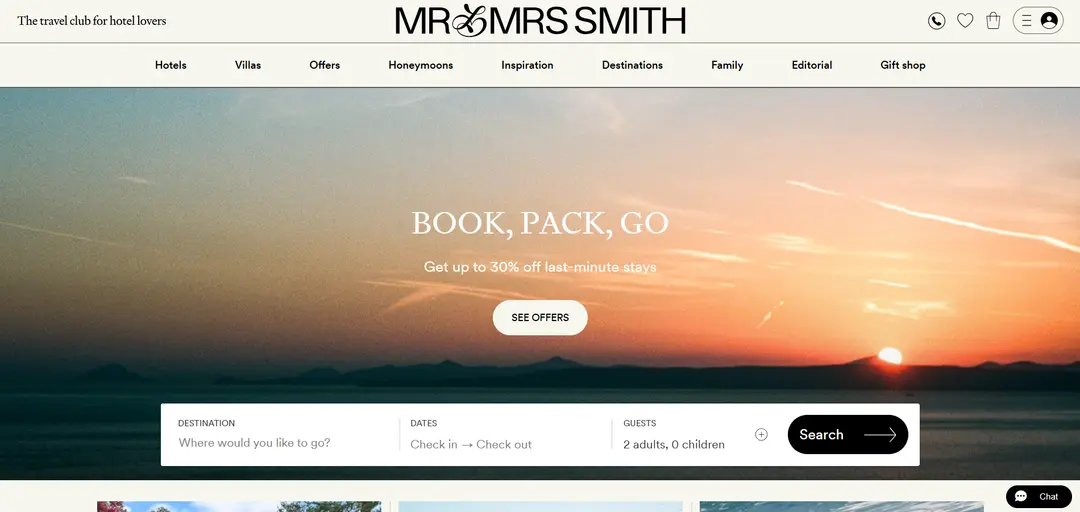 The travel club for hotel lovers
MR & MRS SMITH
Hotels Villas Offers Honeymoons Inspiration Destinations Family Editorial Gift shop
BOOK, PACK, GO
Get up to 30% off last-minute stays
SEE OFFERS
DESTINATION DATES GUESTS
Where would you like to go? Check in → Check out 2 adults, 0 children
Search
Chat